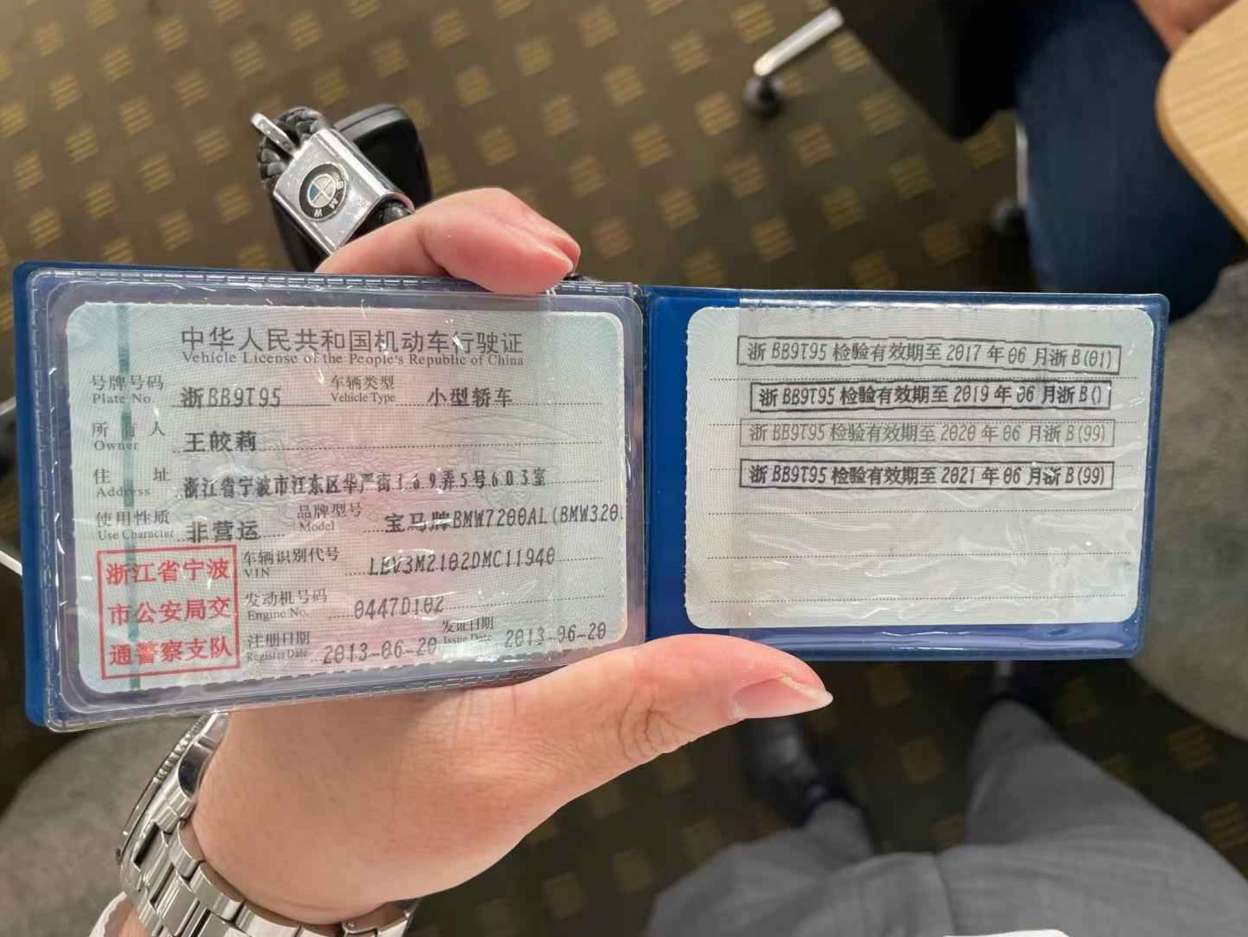 BMW
中华人民共和国机动车行驶证
Vehicle License of the People's Republic of China
号牌号码 Plate No. 浙BB9T95 车辆类型 Vehicle Type 小型轿车
所有人 Owner 王皎莉
住址 Address 浙江省宁波市江东区华严街169弄5号603室
使用性质 Use Character 非营运 品牌型号 Model 宝马牌BMW7200AL(BMW320
浙江省宁波
市公安局交
通警察支队
车辆识别代号 VIN LBV3M2102DMC11940
发动机号码 Engine No. 0447D102
注册日期 Register Date 2013-06-20 发证日期 Issue Date 2013-06-20
浙BB9T95检验有效期至2017年06月浙B(01)
浙BB9T95检验有效期至2019年06月浙B()
浙BB9T95检验有效期至2020年06月浙B(99)
浙BB9T95检验有效期至2021年06月浙B(99)